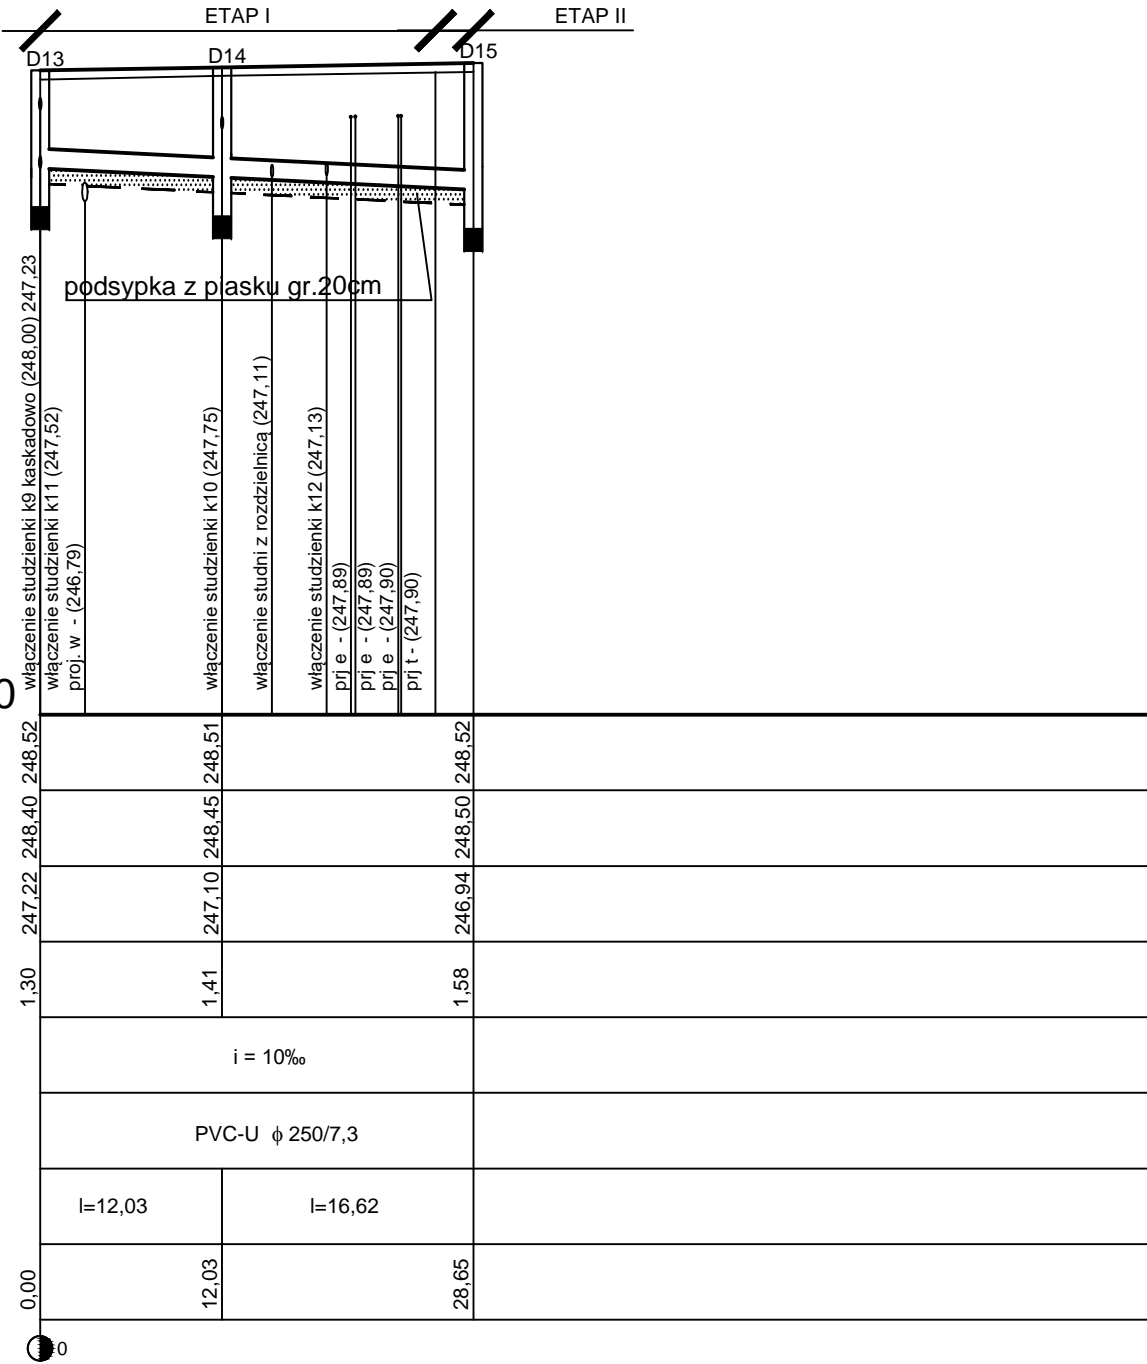 ETAP I
ETAP II
D13
D14
D15
podsypka z piasku gr.20cm
włączenie studzienki k9 kaskadowo (248,00) 247,23
włączenie studzienki k11 (247,52)
proj. w - (246,79)
włączenie studzienki k10 (247,75)
włączenie studni z rozdzielnicą (247,11)
włączenie studzienki k12 (247,13)
prj e - (247,89)
prj e - (247,89)
prj e - (247,90)
prj t - (247,90)
0
248,52 248,51 248,52
248,40 248,45 248,50
247,22 247,10 246,94
1,30 1,41 1,58
i = 10‰
PVC-U ϕ 250/7,3
l=12,03 l=16,62
0,00 12,03 28,65
0